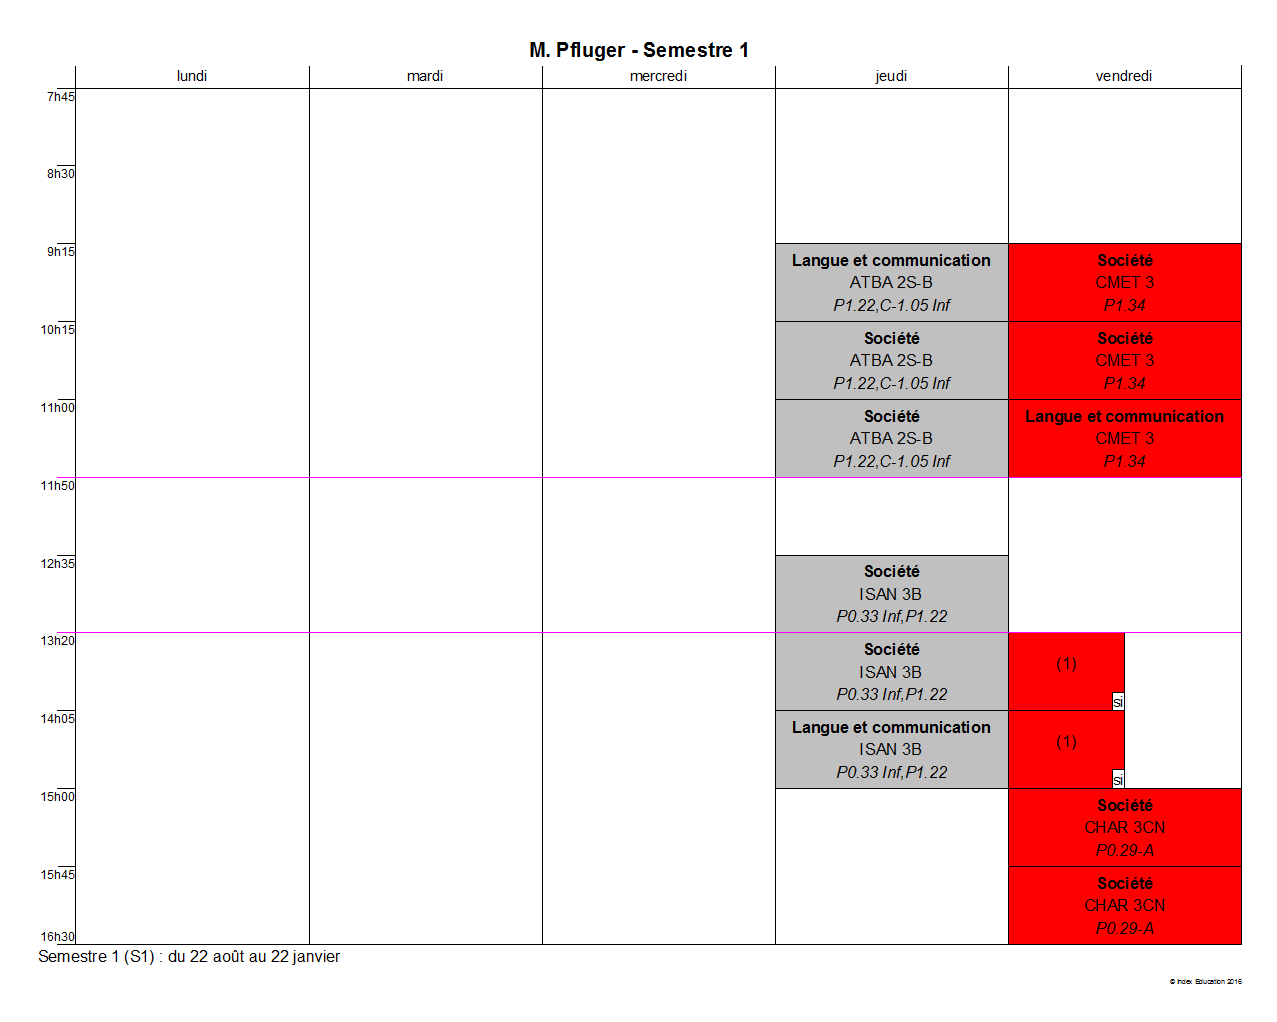 M. Pfluger - Semestre 1
lundi mardi mercredi jeudi vendredi
7h45
8h30
9h15
Langue et communication
ATBA 2S-B
P1.22,C-1.05 Inf
Société
CMET 3
P1.34
10h15
Société
ATBA 2S-B
P1.22,C-1.05 Inf
Société
CMET 3
P1.34
11h00
Société
ATBA 2S-B
P1.22,C-1.05 Inf
Langue et communication
CMET 3
P1.34
11h50
12h35
Société
ISAN 3B
P0.33 Inf,P1.22
13h20
Société
ISAN 3B
P0.33 Inf,P1.22
(1)
si
14h05
Langue et communication
ISAN 3B
P0.33 Inf,P1.22
(1)
si
15h00
Société
CHAR 3CN
P0.29-A
15h45
Société
CHAR 3CN
P0.29-A
16h30
Semestre 1 (S1) : du 22 août au 22 janvier
© Index Education 2016